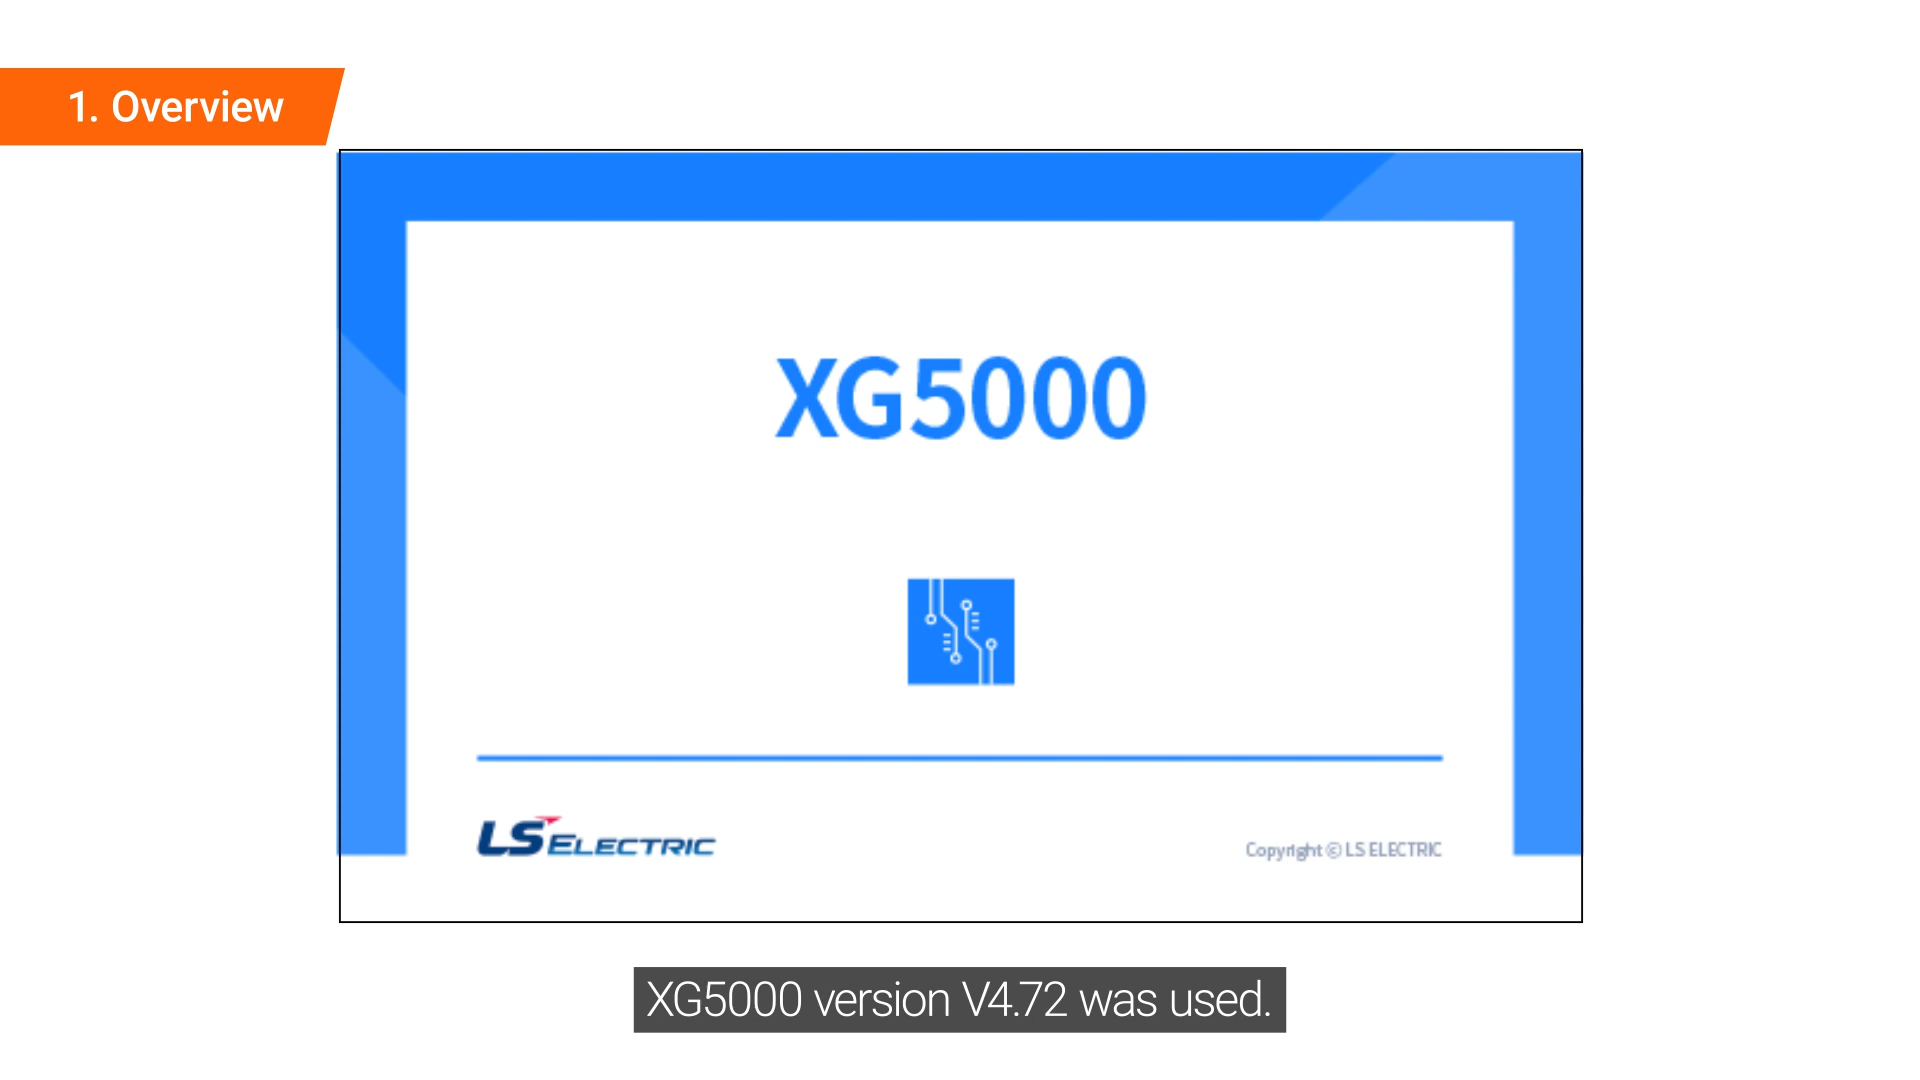 1. Overview
XG5000
LS ELECTRIC
Copyright © LS ELECTRIC
XG5000 version V4.72 was used.